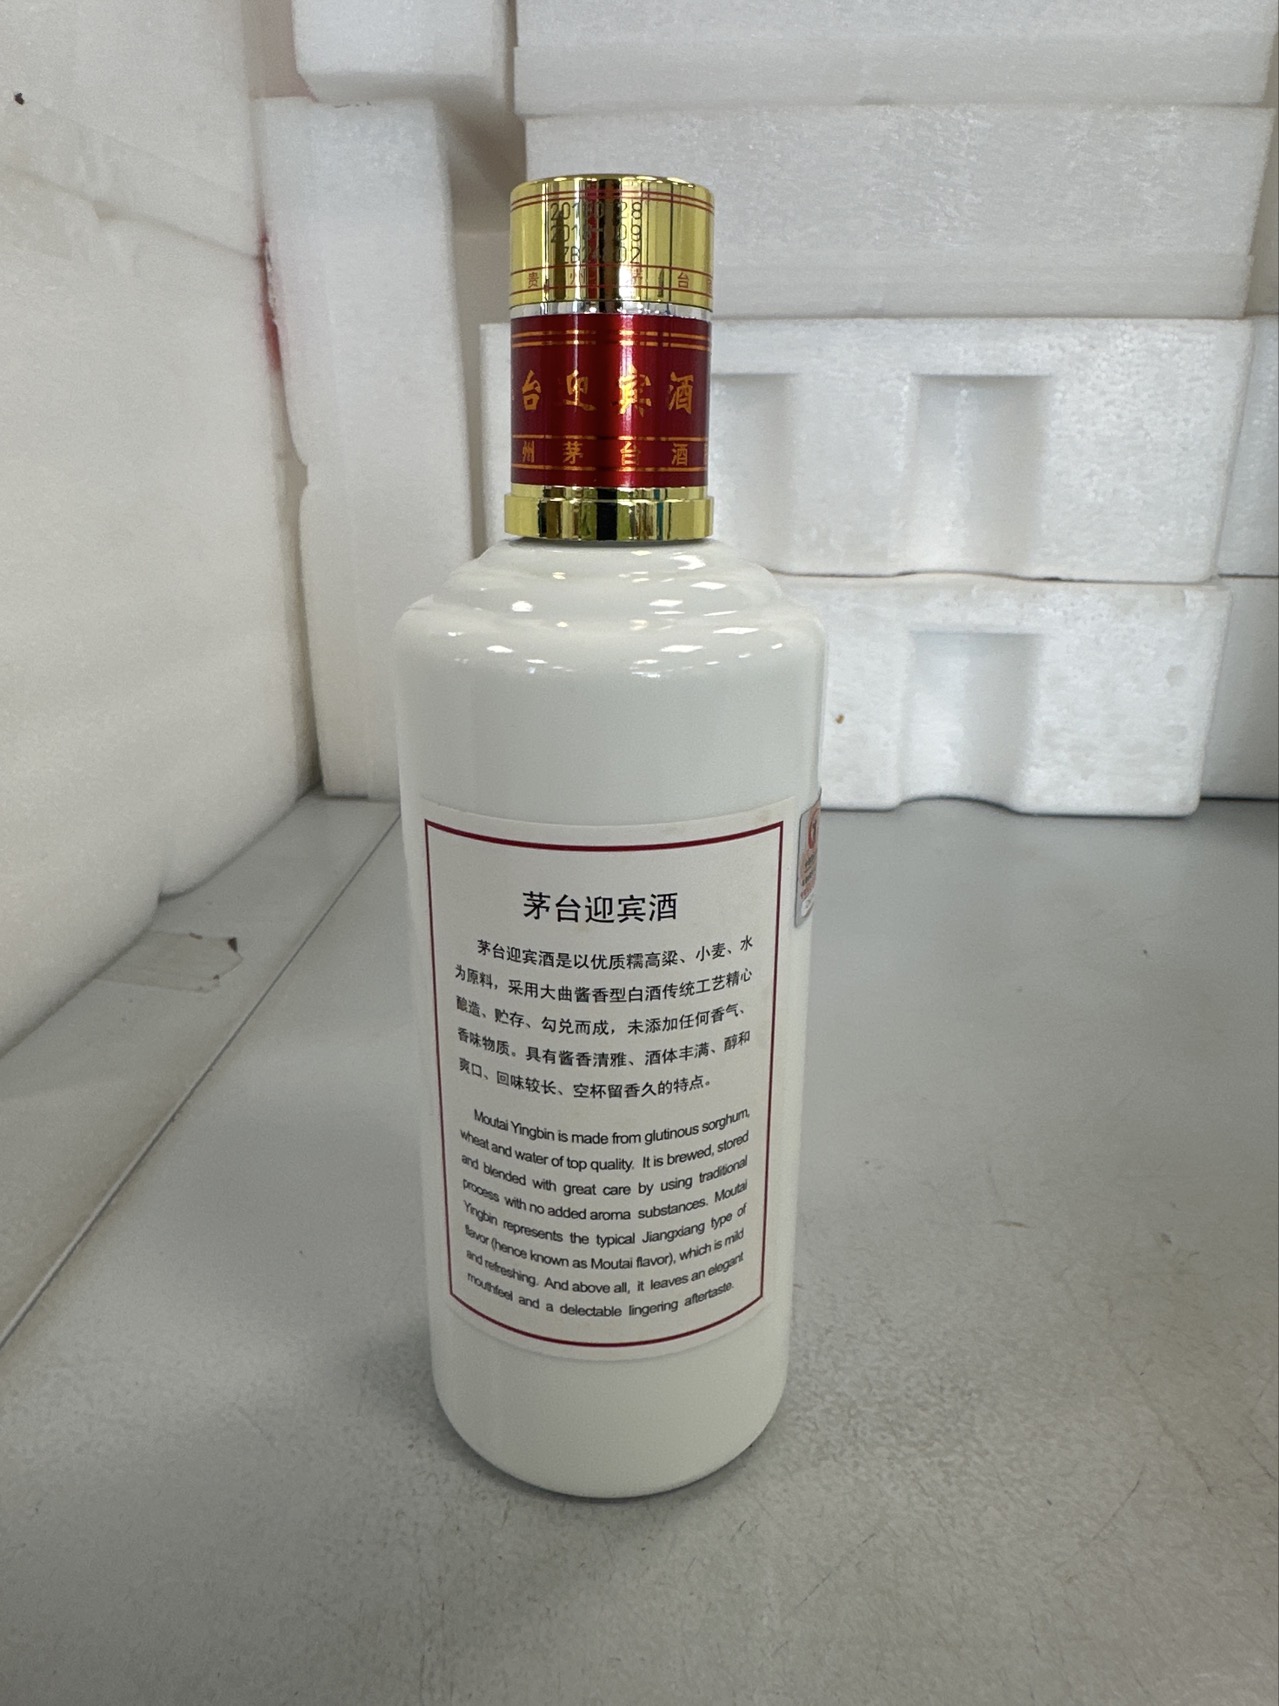 贵 州 茅 台
台迎宾酒
州 茅 台 酒
茅台迎宾酒
茅台迎宾酒是以优质糯高粱、小麦、水
为原料，采用大曲酱香型白酒传统工艺精心
酿造、贮存、勾兑而成，未添加任何香气、
香味物质。具有酱香清雅、酒体丰满、醇和
爽口、回味较长、空杯留香久的特点。
Moutai Yingbin is made from glutinous sorghum,
wheat and water of top quality. It is brewed, stored
and blended with great care by using traditional
process with no added aroma substances. Moutai
Yingbin represents the typical Jiangxiang type of
flavor (hence known as Moutai flavor), which is mild
and refreshing. And above all, it leaves an elegant
mouthfeel and a delectable lingering aftertaste.